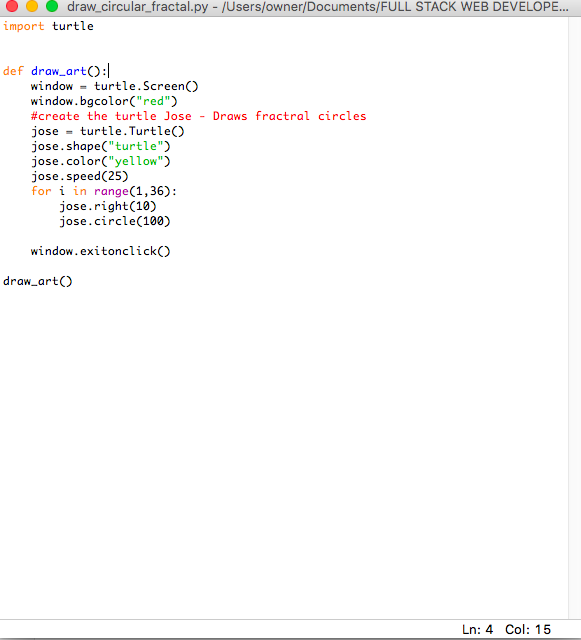 draw_circular_fractal.py - /Users/owner/Documents/FULL STACK WEB DEVELOPE...
import turtle
def draw_art():
    window = turtle.Screen()
    window.bgcolor("red")
    #create the turtle Jose - Draws fractral circles
    jose = turtle.Turtle()
    jose.shape("turtle")
    jose.color("yellow")
    jose.speed(25)
    for i in range(1,36):
        jose.right(10)
        jose.circle(100)
    window.exitonclick()
draw_art()
Ln: 4 Col: 15